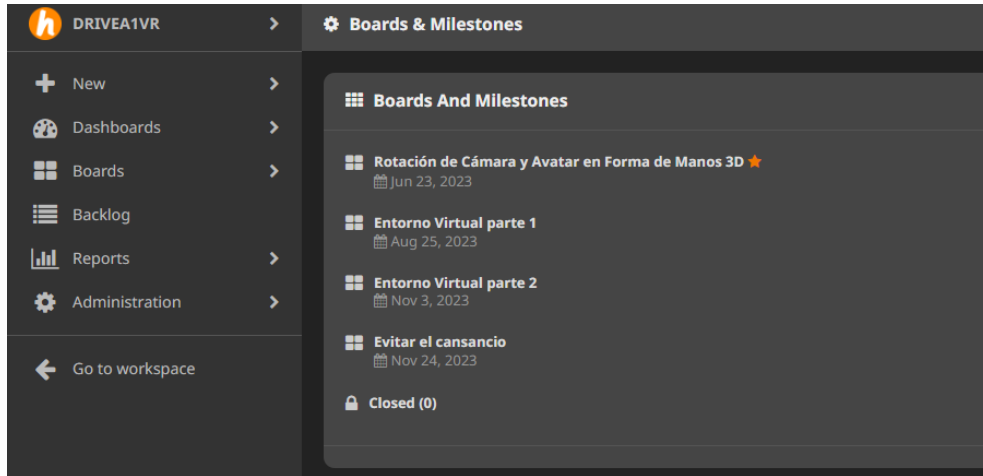 DRIVEA1VR
New
Dashboards
Boards
Backlog
Reports
Administration
Go to workspace
Boards & Milestones
Boards And Milestones
Rotación de Cámara y Avatar en Forma de Manos 3D
Jun 23, 2023
Entorno Virtual parte 1
Aug 25, 2023
Entorno Virtual parte 2
Nov 3, 2023
Evitar el cansancio
Nov 24, 2023
Closed (0)